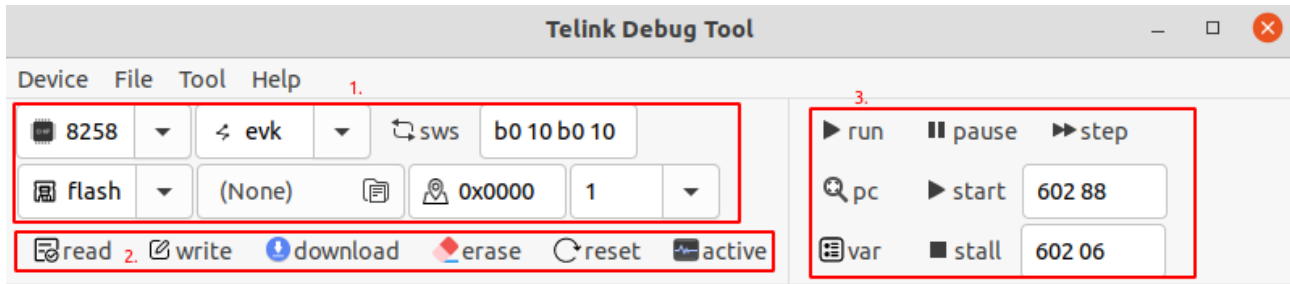 Telink Debug Tool
Device File Tool Help
1.
8258 evk sws b0 10 b0 10
flash (None) 0x0000 1
read 2. write download erase reset active
3.
run pause step
pc start 602 88
var stall 602 06